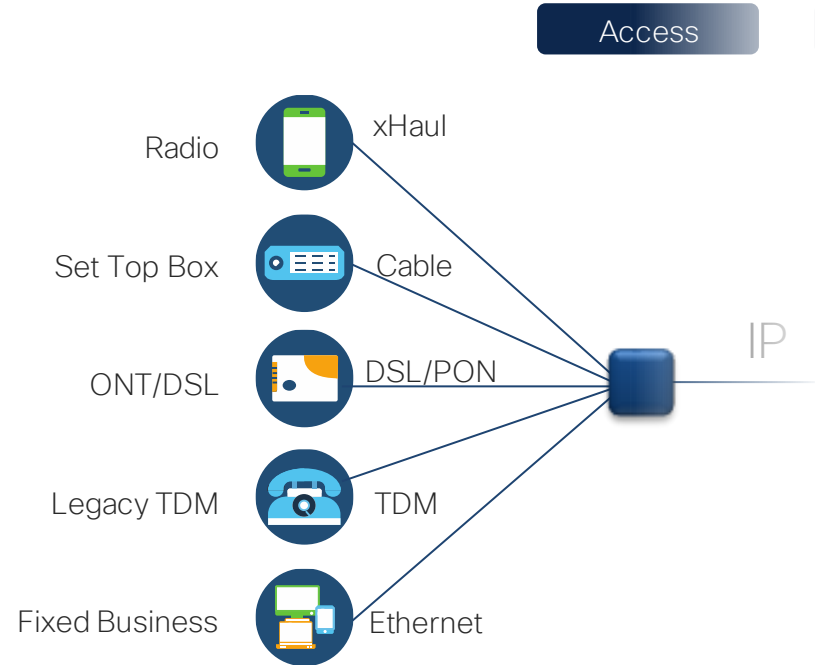 Access
Radio
xHaul
Set Top Box
Cable
IP
ONT/DSL
DSL/PON
Legacy TDM
TDM
Fixed Business
Ethernet